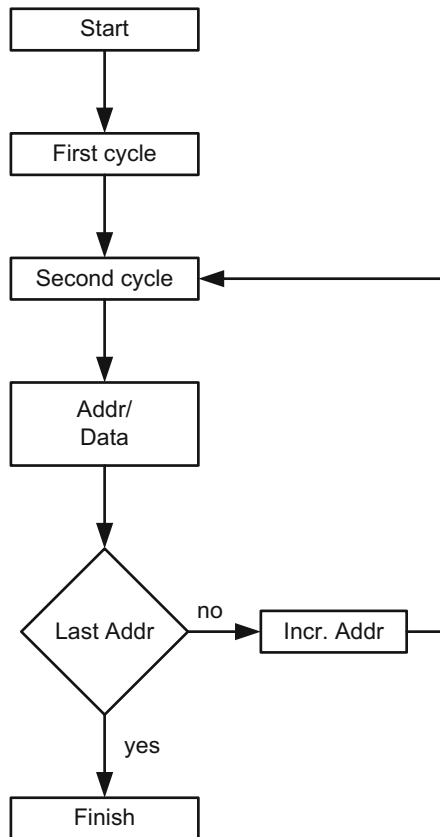 Start
First cycle
Second cycle
Addr/
Data
Last Addr
no
Incr. Addr
yes
Finish